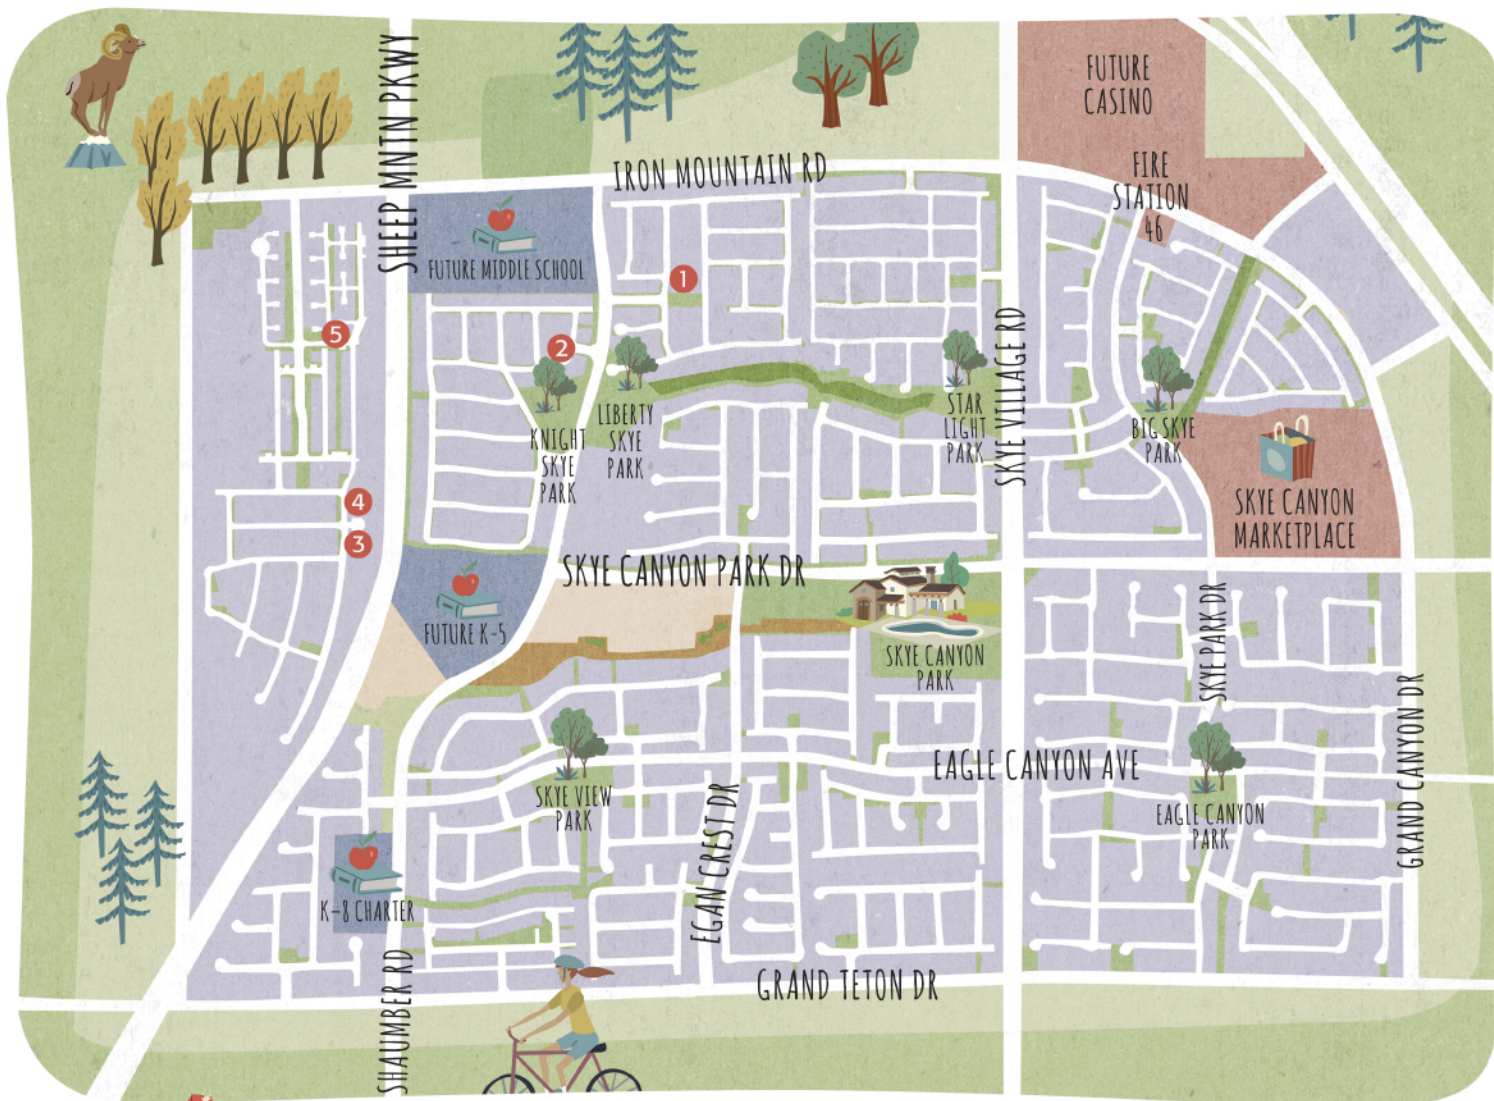 SHEEP MNTN PKWY
FUTURE
CASINO
IRON MOUNTAIN RD
FIRE
STATION
46
FUTURE MIDDLE SCHOOL
1
5
2
SKYE VILLAGE RD
KNIGHT
SKYE
PARK
LIBERTY
SKYE
PARK
STAR
LIGHT
PARK
BIG SKYE
PARK
4
3
SKYE CANYON
MARKETPLACE
SKYE CANYON PARK DR
FUTURE K-5
SKYE CANYON
PARK
SKYE PARK DR
GRAND CANYON DR
EAGLE CANYON AVE
SKYE VIEW
PARK
EGAN CREST DR
EAGLE CANYON
PARK
K-8 CHARTER
SHAUMBER RD
GRAND TETON DR